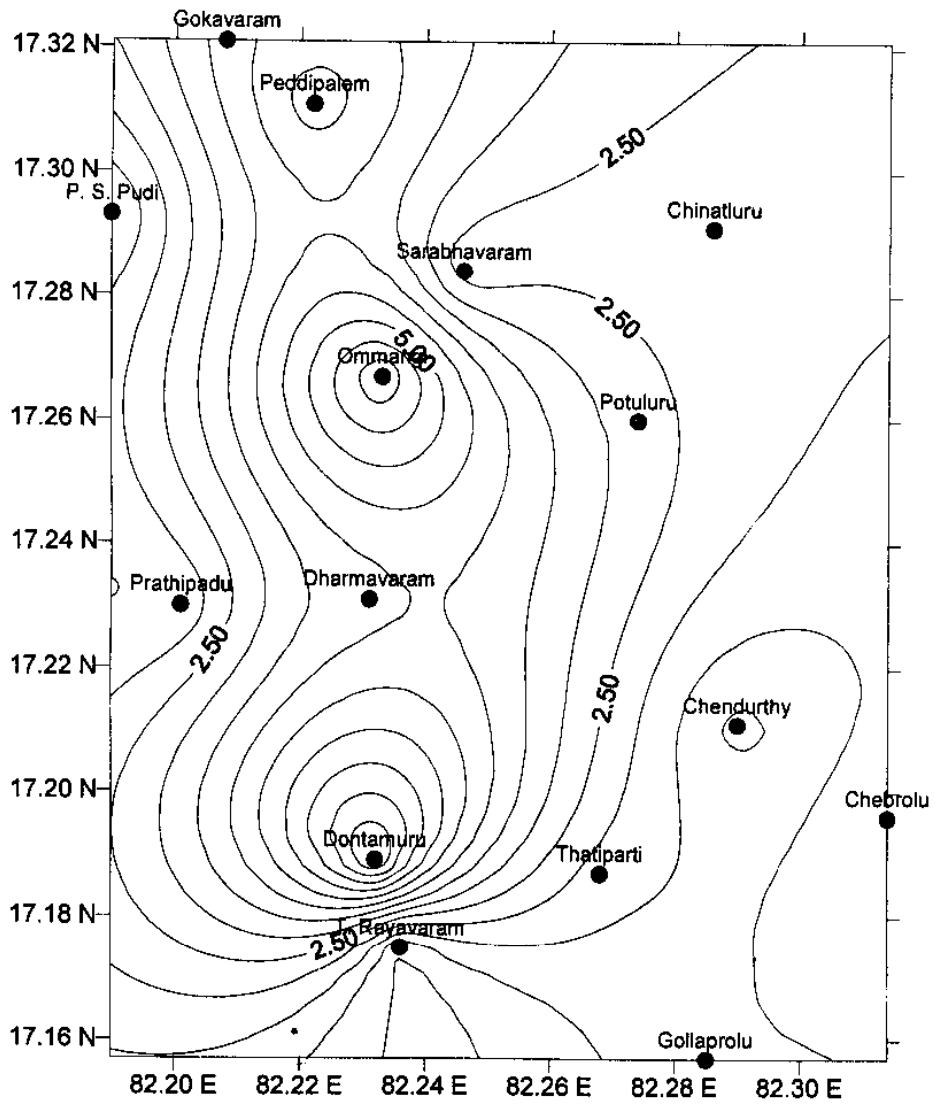 Gokavaram
17.32 N
Peddipalem
2.50
17.30 N
P. S. Pudi
Chinatluru
Sarabhavaram
17.28 N
2.50
5.00
17.26 N
Potuluru
17.24 N
Prathipadu
Dharmavaram
2.50
17.22 N
2.50
Chendurthy
17.20 N
Chebrolu
Dontamuru
Thatiparti
17.18 N
Rayavaram
2.50
17.16 N
Gollaprolu
82.20 E 82.22 E 82.24 E 82.26 E 82.28 E 82.30 E